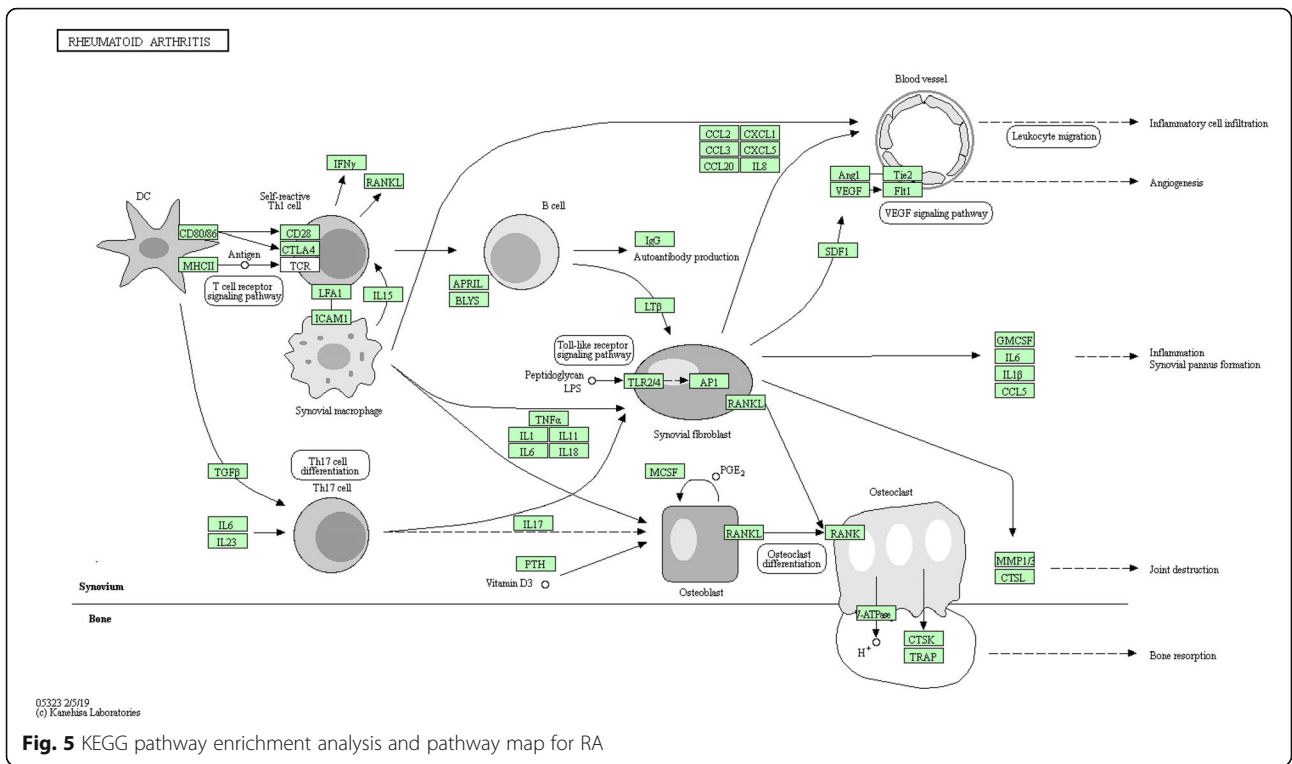 RHEUMATOID ARTHRITIS
Blood vessel
CCL2 CXCL1
CCL3 CXCL5
CCL20 IL8
Leukocyte migration
Inflammatory cell infiltration
Ang1 Tie2
VEGF Flt1
Angiogenesis
VEGF signaling pathway
IFNγ
RANKL
DC
Self-reactive
Th1 cell
B cell
CD80/86
CD28
CTLA4
MHCII
Antigen
TCR
T cell receptor
signaling pathway
LFA1
IL15
ICAM1
Synovial macrophage
APRIL
BLYS
IgG
Autoantibody production
LTβ
SDF1
Toll-like receptor
signaling pathway
Peptidoglycan
LPS
TLR2/4
AP1
RANKL
Synovial fibroblast
GMCSF
IL6
IL1β
CCL5
Inflammation
Synovial pannus formation
TNFα
IL1 IL11
IL6 IL18
TGFβ
Th17 cell
differentiation
Th17 cell
IL6
IL23
IL17
PTH
Vitamin D3
MCSF
PGE2
RANKL
Osteoblast
Osteoclast
differentiation
Osteoclast
RANK
MMP1/3
CTSL
Joint destruction
Synovium
Bone
V-ATPase
H+
CTSK
TRAP
Bone resorption
05323 2/5/19
(c) Kanehisa Laboratories
Fig. 5 KEGG pathway enrichment analysis and pathway map for RA